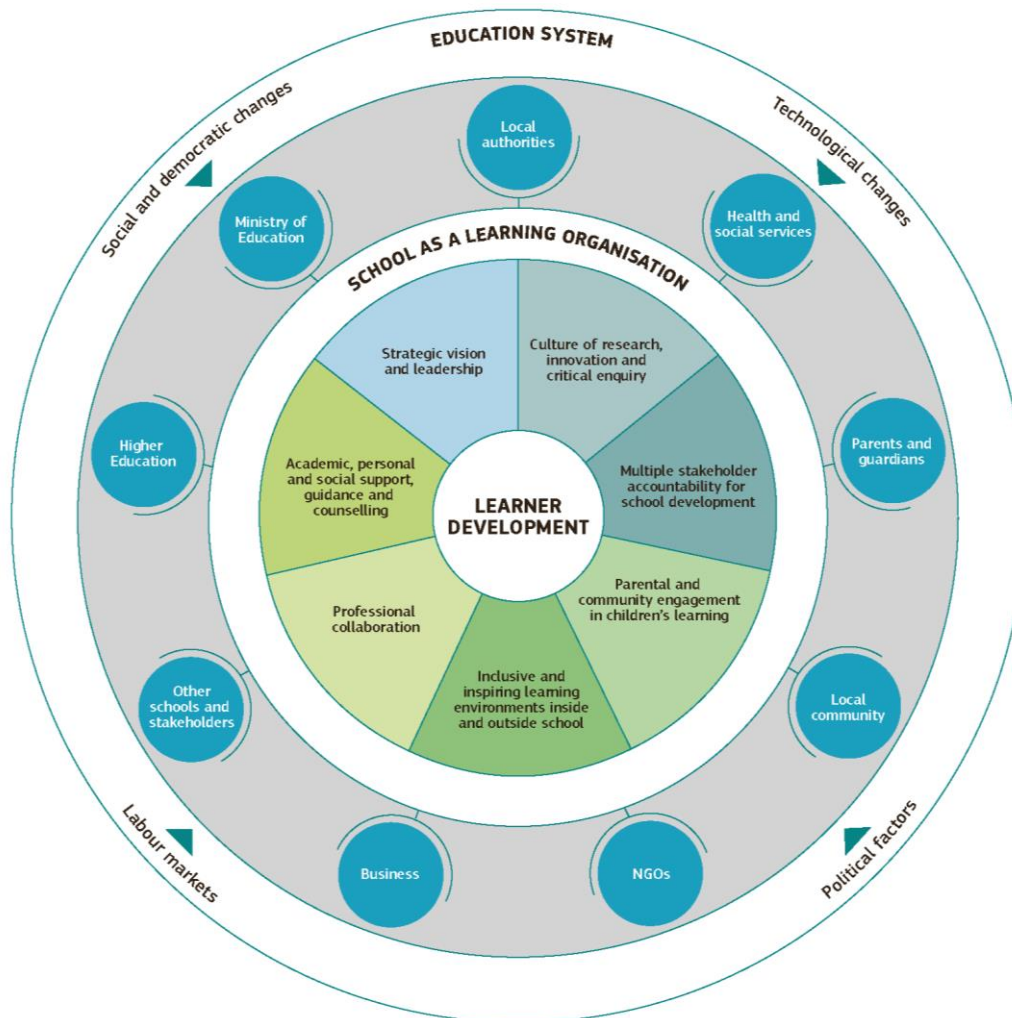 EDUCATION SYSTEM
Social and democratic changes
Technological changes
Local
authorities
Ministry of
Education
Health and
social services
SCHOOL AS A LEARNING ORGANISATION
Strategic vision
and leadership
Culture of research,
innovation and
critical enquiry
Higher
Education
Parents and
guardians
Academic, personal
and social support,
guidance and
counselling
Multiple stakeholder
accountability for
school development
LEARNER
DEVELOPMENT
Professional
collaboration
Parental and
community engagement
in children's learning
Inclusive and
inspiring learning
environments inside
and outside school
Other
schools and
stakeholders
Local
community
Business
NGOs
Labour markets
Political factors